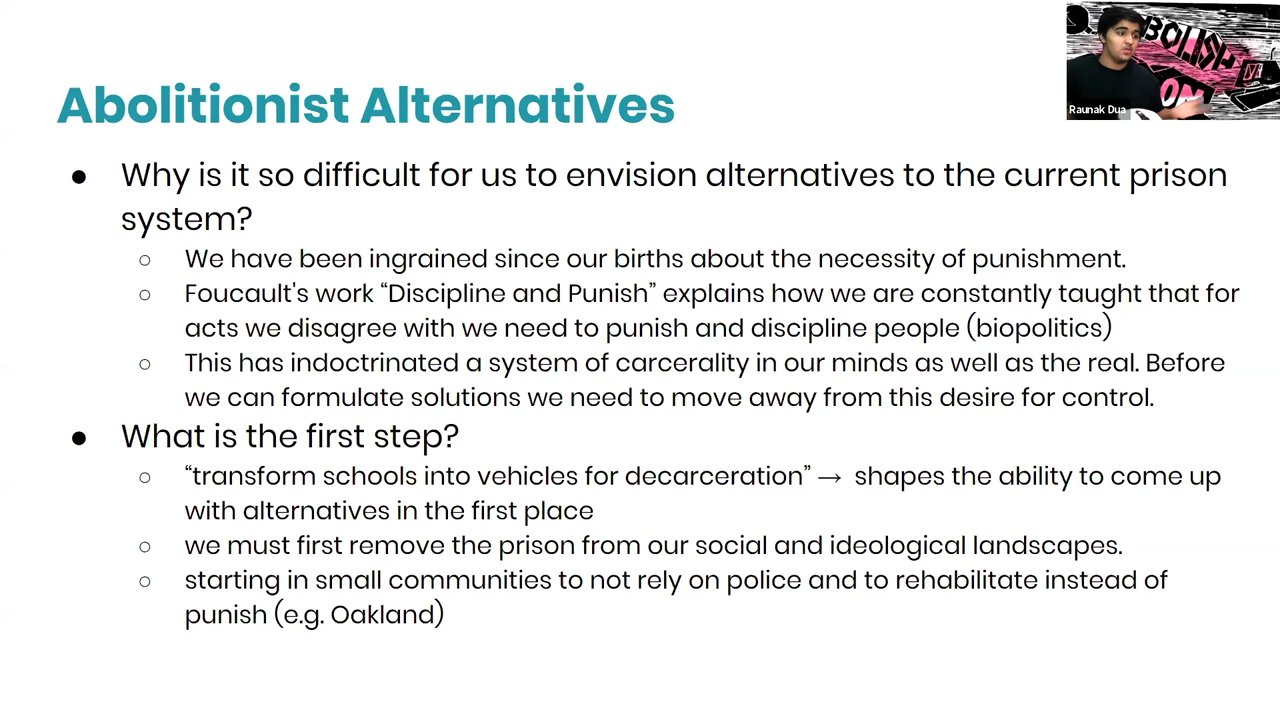 Abolitionist Alternatives
● Why is it so difficult for us to envision alternatives to the current prison
system?
○ We have been ingrained since our births about the necessity of punishment.
○ Foucault's work “Discipline and Punish” explains how we are constantly taught that for
acts we disagree with we need to punish and discipline people (biopolitics)
○ This has indoctrinated a system of carcerality in our minds as well as the real. Before
we can formulate solutions we need to move away from this desire for control.
● What is the first step?
○ “transform schools into vehicles for decarceration” → shapes the ability to come up
with alternatives in the first place
○ we must first remove the prison from our social and ideological landscapes.
○ starting in small communities to not rely on police and to rehabilitate instead of
punish (e.g. Oakland)
Raunak Dua